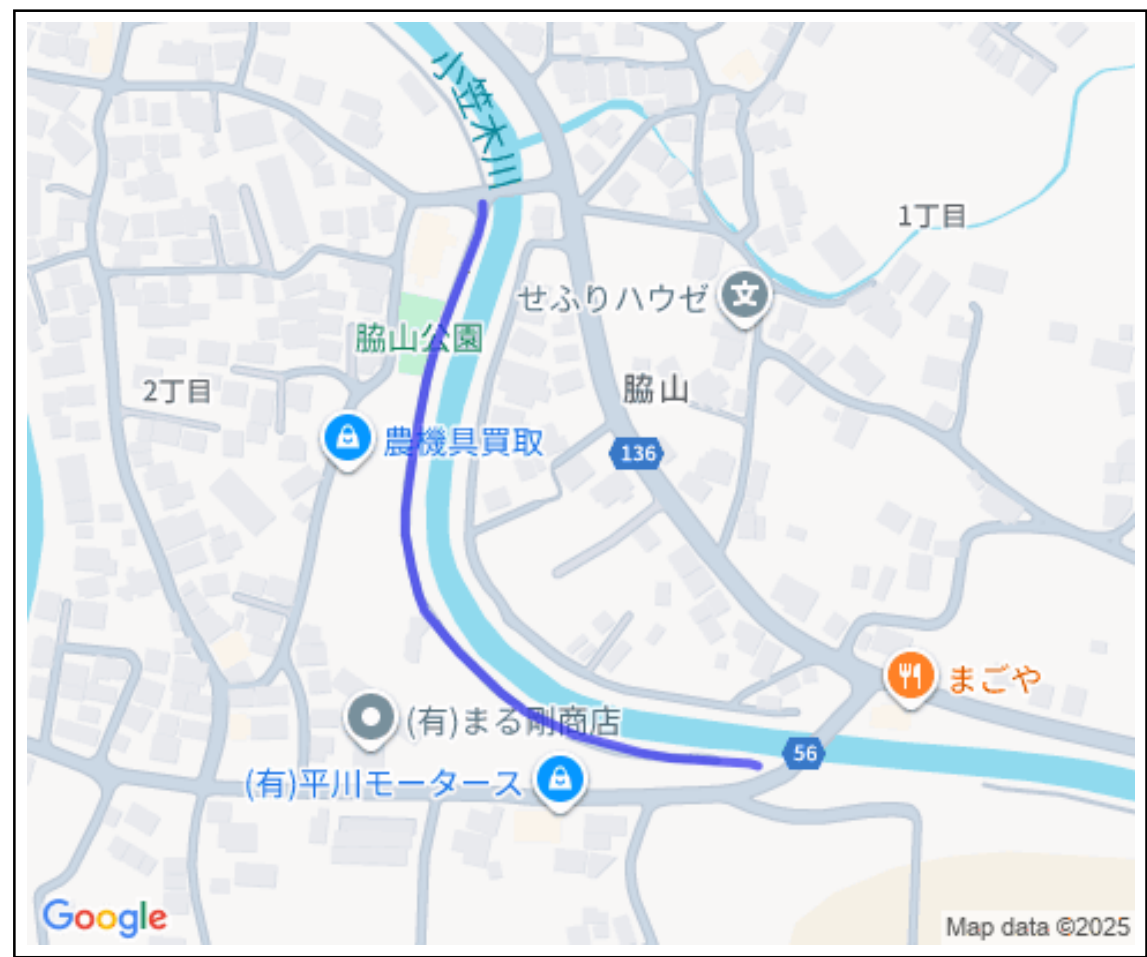 小笠木川
1丁目
せふりハウゼ
脇山公園
2丁目
脇山
農機具買取
136
まごや
(有)まる剛商店
56
(有)平川モータース
Google
Map data ©2025